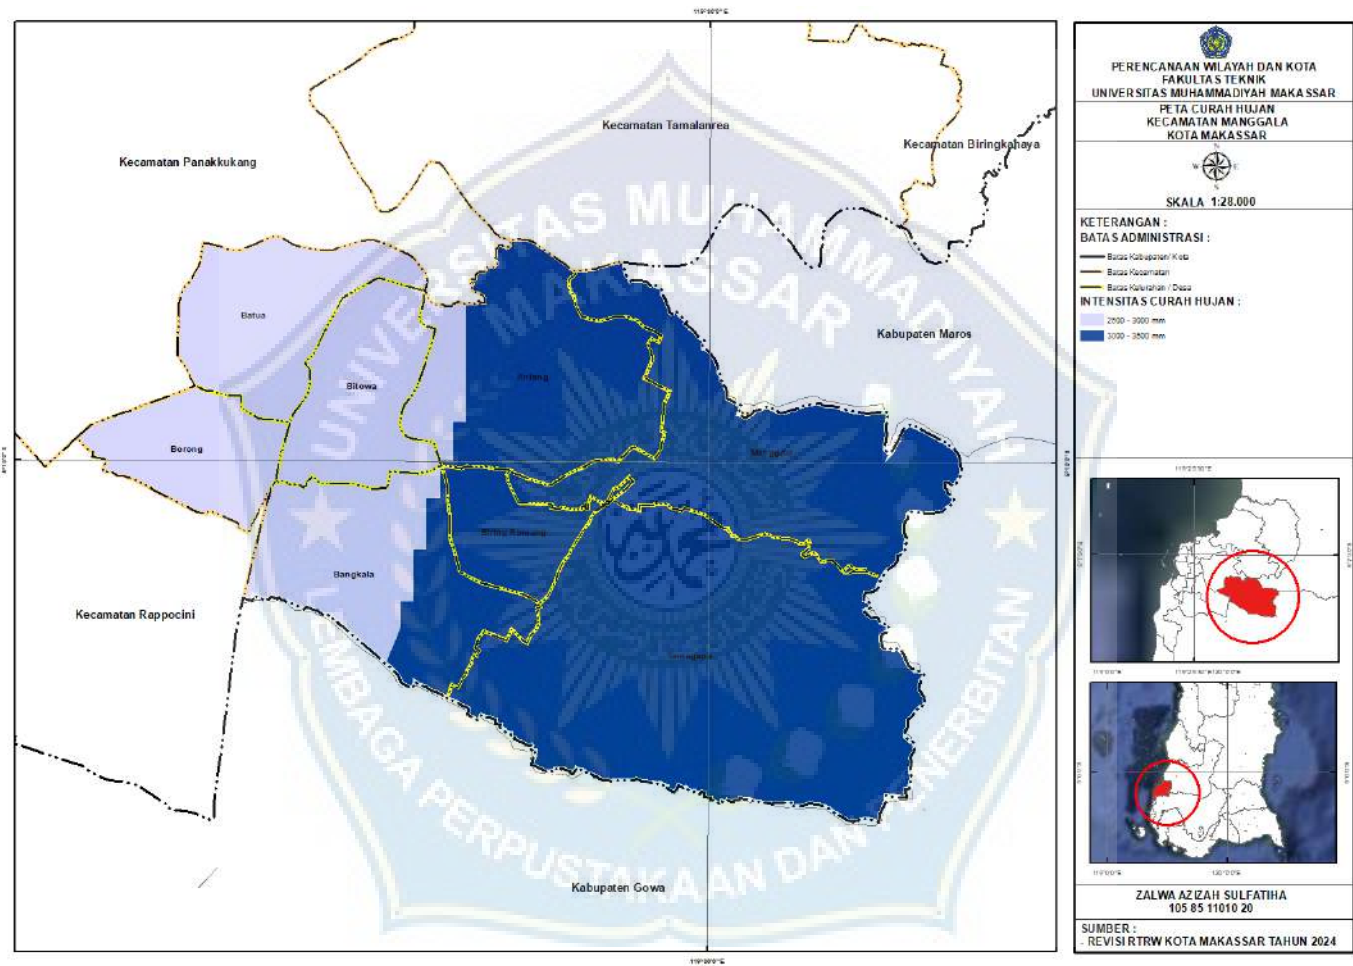 119°30'0"E
Kecamatan Tamalanrea
Kecamatan Biringkahaya
Kecamatan Panakkukang
Kabupaten Maros
Batua
Bitowa
Borong
Bangkala
Kecamatan Rappocini
Kabupaten Gowa
UNIVERSITAS MUHAMMADIYAH
MAKASSAR
LEMBAGA PERPUSTAKAAN DAN PENERBITAN
PERENCANAAN WILAYAH DAN KOTA
FAKULTAS TEKNIK
UNIVERSITAS MUHAMMADIYAH MAKASSAR
PETA CURAH HUJAN
KECAMATAN MANGGALA
KOTA MAKASSAR
N
W E
S
SKALA 1:28.000
KETERANGAN :
BATAS ADMINISTRASI :
Batas Kabupaten/ Kota
Batas Kecamatan
Batas Kelurahan / Desa
INTENSITAS CURAH HUJAN :
2500 - 3000 mm
3000 - 3500 mm
ZALWA AZIZAH SULFATIHA
105 85 11010 20
SUMBER :
- REVISI RTRW KOTA MAKASSAR TAHUN 2024